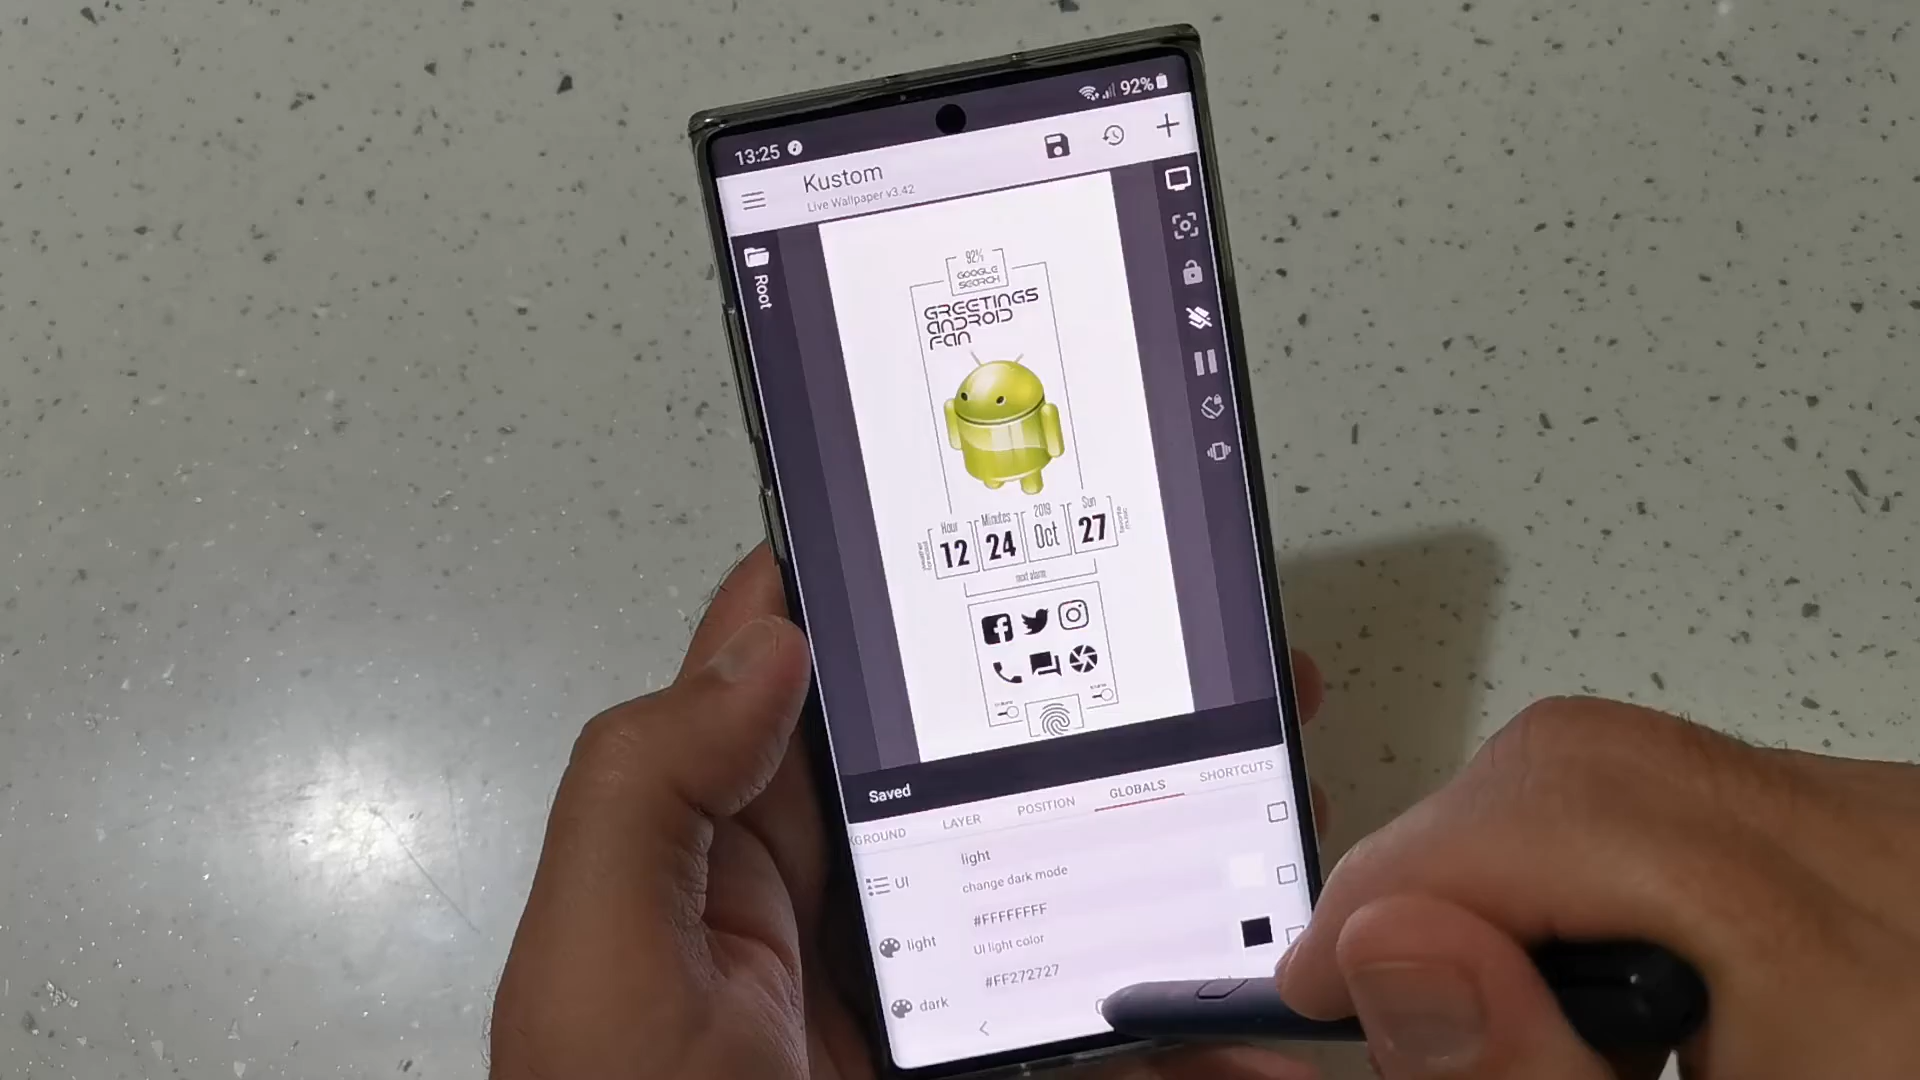 13:25
92%
Kustom
Live Wallpaper v3.42
Root
92%
GOOGLE
SEARCH
GREETINGS
ANDROID
FAN
Hour
12
Minutes
24
2019
Oct
Sun
27
next alarm
Saved
KGROUND
LAYER
POSITION
GLOBALS
SHORTCUTS
UI
light
change dark mode
light
#FFFFFFFF
UI light color
dark
#FF272727